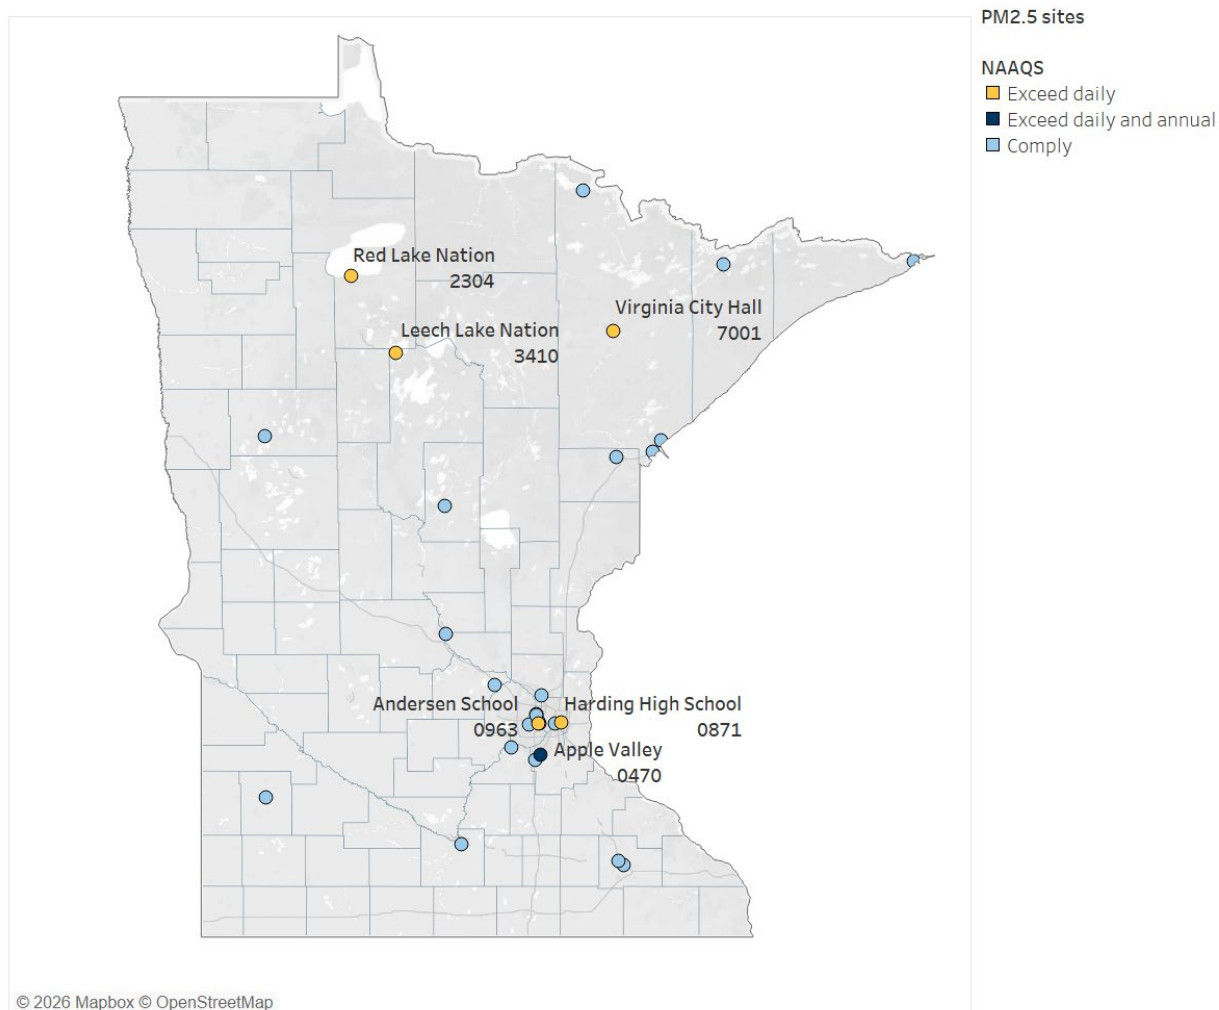 PM2.5 sites
NAAQS
Exceed daily
Exceed daily and annual
Comply
Red Lake Nation
2304
Virginia City Hall
7001
Leech Lake Nation
3410
Andersen School
0963
Harding High School
0871
Apple Valley
0470
© 2026 Mapbox © OpenStreetMap